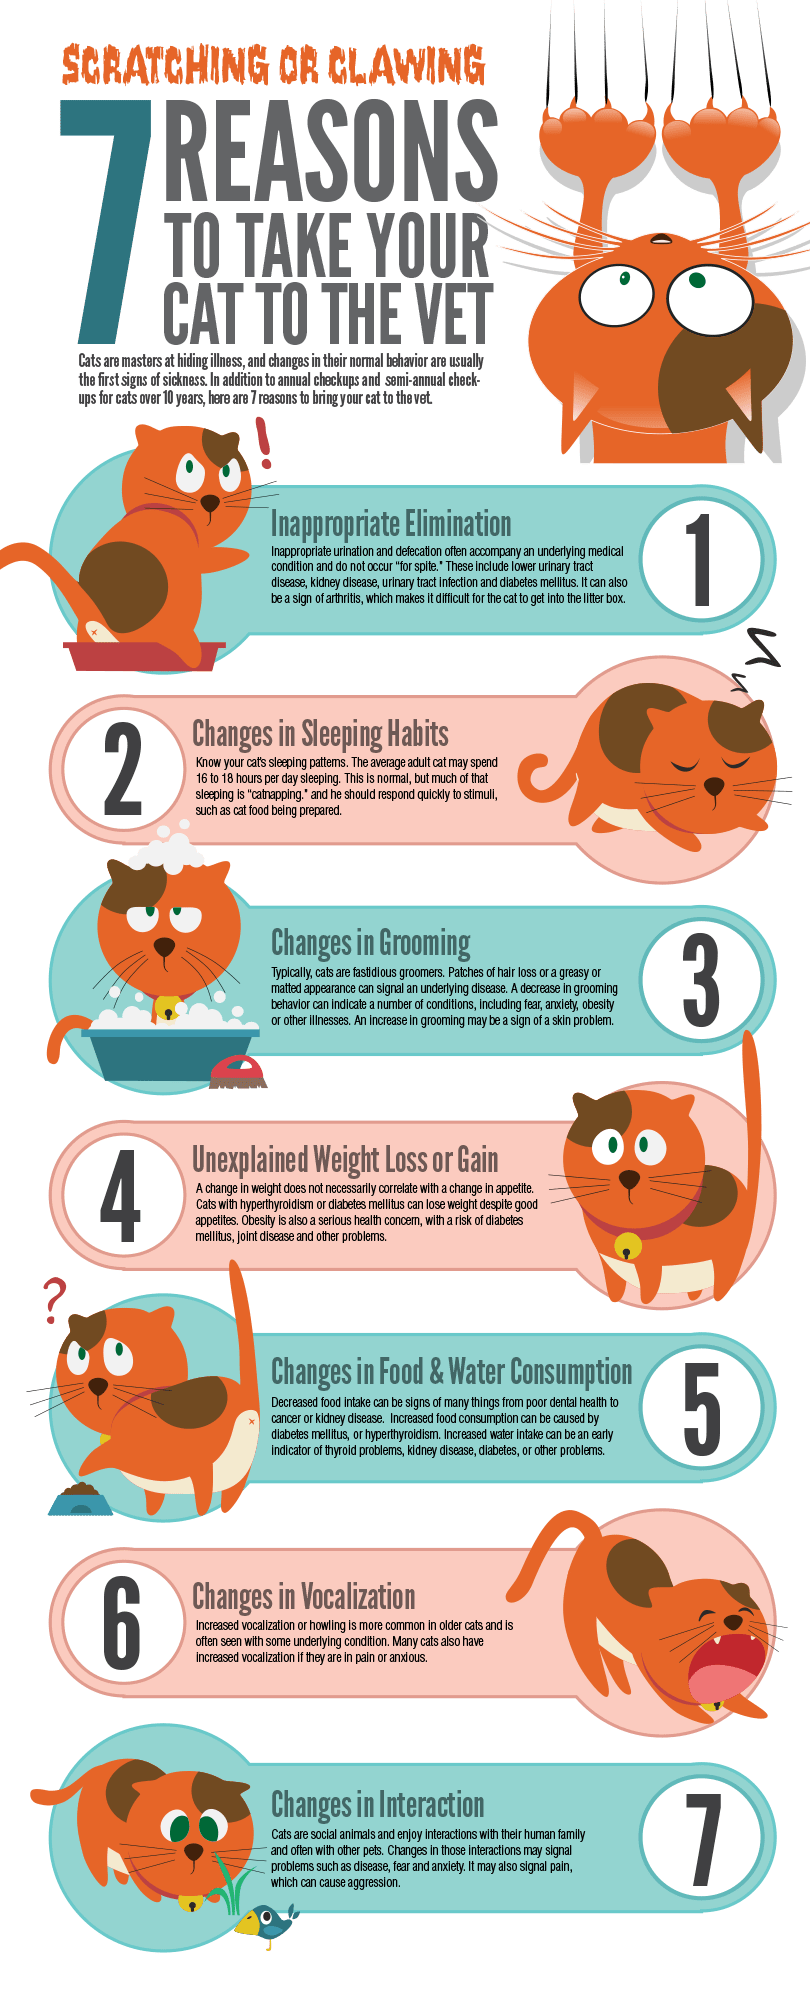 SCRATCHING OR CLAWING
7 REASONS
TO TAKE YOUR
CAT TO THE VET
Cats are masters at hiding illness, and changes in their normal behavior are usually
the first signs of sickness. In addition to annual checkups and semi-annual check-
ups for cats over 10 years, here are 7 reasons to bring your cat to the vet.
!
Inappropriate Elimination
Inappropriate urination and defecation often accompany an underlying medical
condition and do not occur “for spite.” These include lower urinary tract
disease, kidney disease, urinary tract infection and diabetes mellitus. It can also
be a sign of arthritis, which makes it difficult for the cat to get into the litter box.
1
Z
Z
2
Changes in Sleeping Habits
Know your cat's sleeping patterns. The average adult cat may spend
16 to 18 hours per day sleeping. This is normal, but much of that
sleeping is “catnapping.” and he should respond quickly to stimuli,
such as cat food being prepared.
Changes in Grooming
Typically, cats are fastidious groomers. Patches of hair loss or a greasy or
matted appearance can signal an underlying disease. A decrease in grooming
behavior can indicate a number of conditions, including fear, anxiety, obesity
or other illnesses. An increase in grooming may be a sign of a skin problem.
3
4
Unexplained Weight Loss or Gain
A change in weight does not necessarily correlate with a change in appetite.
Cats with hyperthyroidism or diabetes mellitus can lose weight despite good
appetites. Obesity is also a serious health concern, with a risk of diabetes
mellitus, joint disease and other problems.
?
Changes in Food & Water Consumption
Decreased food intake can be signs of many things from poor dental health to
cancer or kidney disease. Increased food consumption can be caused by
diabetes mellitus, or hyperthyroidism. Increased water intake can be an early
indicator of thyroid problems, kidney disease, diabetes, or other problems.
5
6
Changes in Vocalization
Increased vocalization or howling is more common in older cats and is
often seen with some underlying condition. Many cats also have
increased vocalization if they are in pain or anxious.
Changes in Interaction
Cats are social animals and enjoy interactions with their human family
and often with other pets. Changes in those interactions may signal
problems such as disease, fear and anxiety. It may also signal pain,
which can cause aggression.
7